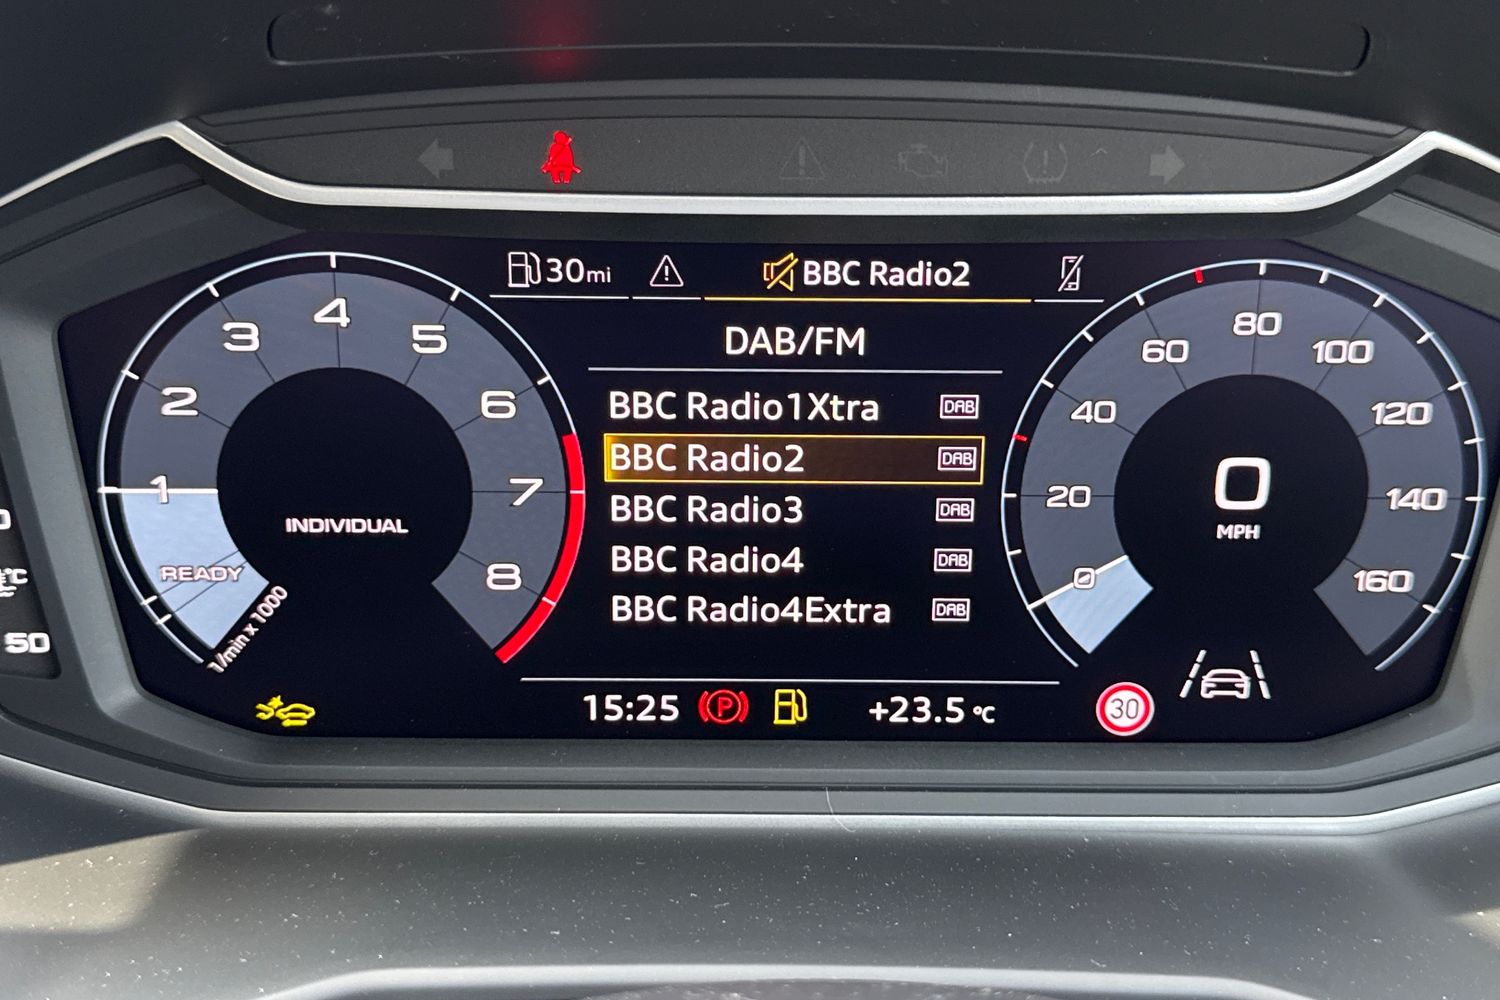 30mi
BBC Radio2
DAB/FM
BBC Radio1Xtra DAB
BBC Radio2 DAB
BBC Radio3 DAB
BBC Radio4 DAB
BBC Radio4Extra DAB
1 2 3 4 5 6 7 8
READY
1/min x 1000
INDIVIDUAL
0 20 40 60 80 100 120 140 160
0
MPH
°C
50
15:25
P
+23.5 °C
30